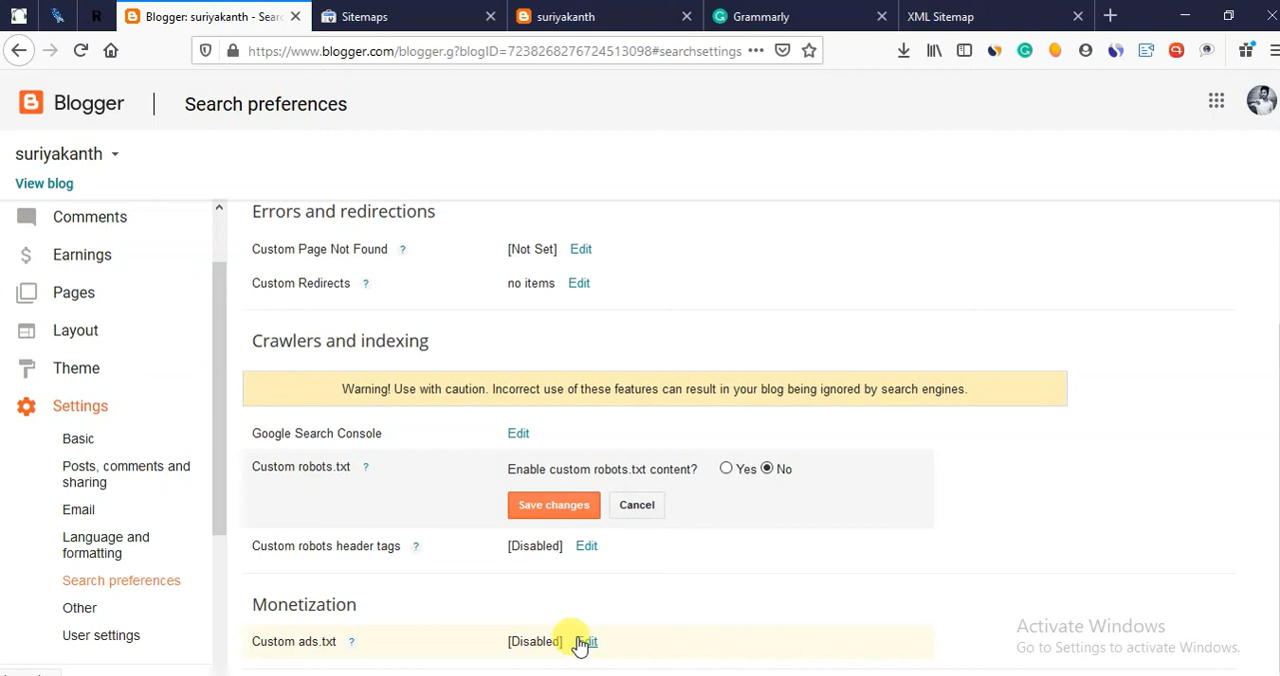 R
Blogger: suriyakanth - Searc
Sitemaps
suriyakanth
Grammarly
XML Sitemap
https://www.blogger.com/blogger.g?blogID=7238268276724513098#searchsettings
Blogger
Search preferences
suriyakanth
View blog
Comments
Earnings
Pages
Layout
Theme
Settings
Basic
Posts, comments and
sharing
Email
Language and
formatting
Search preferences
Other
User settings
Errors and redirections
Custom Page Not Found ? [Not Set] Edit
Custom Redirects ? no items Edit
Crawlers and indexing
Warning! Use with caution. Incorrect use of these features can result in your blog being ignored by search engines.
Google Search Console Edit
Custom robots.txt ? Enable custom robots.txt content? Yes No
Save changes Cancel
Custom robots header tags ? [Disabled] Edit
Monetization
Custom ads.txt ? [Disabled] Edit
Activate Windows
Go to Settings to activate Windows.